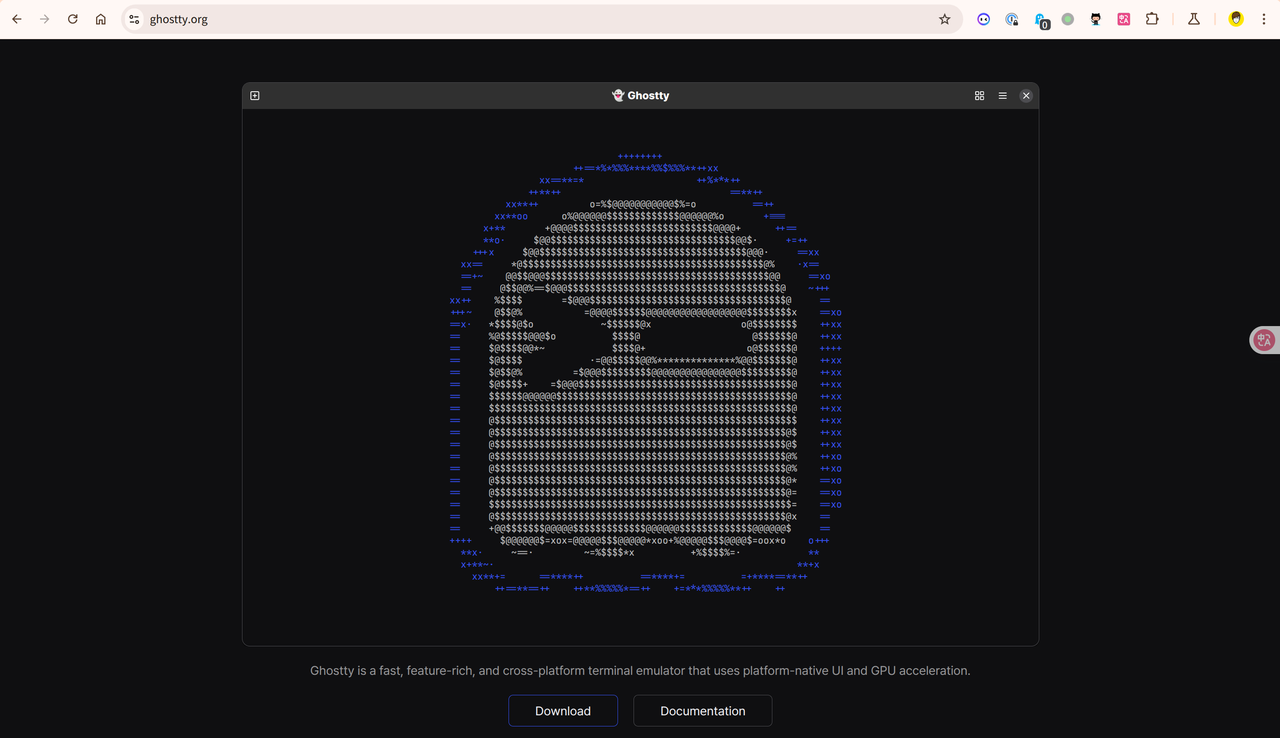 ghostty.org
0
Ghostty
Ghostty is a fast, feature-rich, and cross-platform terminal emulator that uses platform-native UI and GPU acceleration.
Download
Documentation